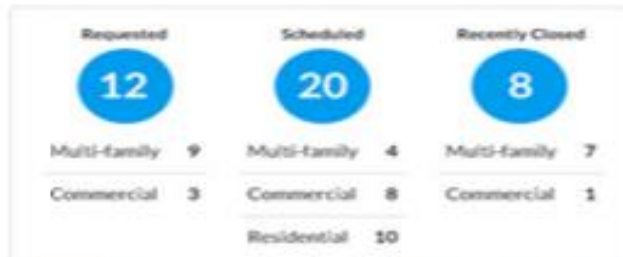 Requested Scheduled Recently Closed
12 20 8
Multi-family 9 Multi-family 4 Multi-family 7
Commercial 3 Commercial 8 Commercial 1
Residential 10